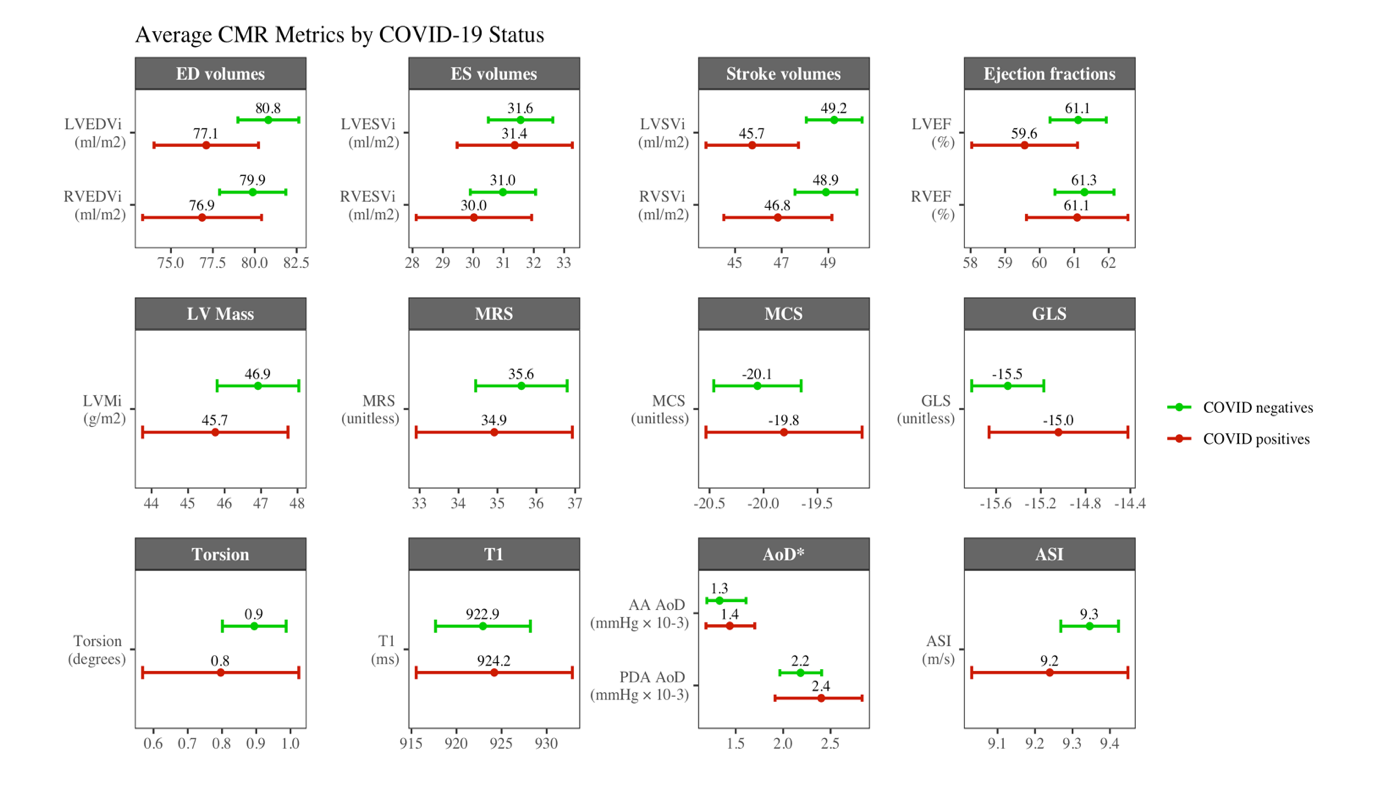 Average CMR Metrics by COVID-19 Status
ED volumes
LVEDVi
(ml/m2)
80.8
77.1
RVEDVi
(ml/m2)
79.9
76.9
75.0 77.5 80.0 82.5
ES volumes
LVESVi
(ml/m2)
31.6
31.4
RVESVi
(ml/m2)
31.0
30.0
28 29 30 31 32 33
Stroke volumes
LVSVi
(ml/m2)
49.2
45.7
RVSVi
(ml/m2)
48.9
46.8
45 47 49
Ejection fractions
LVEF
(%)
61.1
59.6
RVEF
(%)
61.3
61.1
58 59 60 61 62
LV Mass
LVMi
(g/m2)
46.9
45.7
44 45 46 47 48
MRS
MRS
(unitless)
35.6
34.9
33 34 35 36 37
MCS
MCS
(unitless)
-20.1
-19.8
-20.5 -20.0 -19.5
GLS
GLS
(unitless)
-15.5
-15.0
-15.6 -15.2 -14.8 -14.4
COVID negatives
COVID positives
Torsion
Torsion
(degrees)
0.9
0.8
0.6 0.7 0.8 0.9 1.0
T1
T1
(ms)
922.9
924.2
915 920 925 930
AoD*
AA AoD
(mmHg × 10-3)
1.3
1.4
PDA AoD
(mmHg × 10-3)
2.2
2.4
1.5 2.0 2.5
ASI
ASI
(m/s)
9.3
9.2
9.1 9.2 9.3 9.4